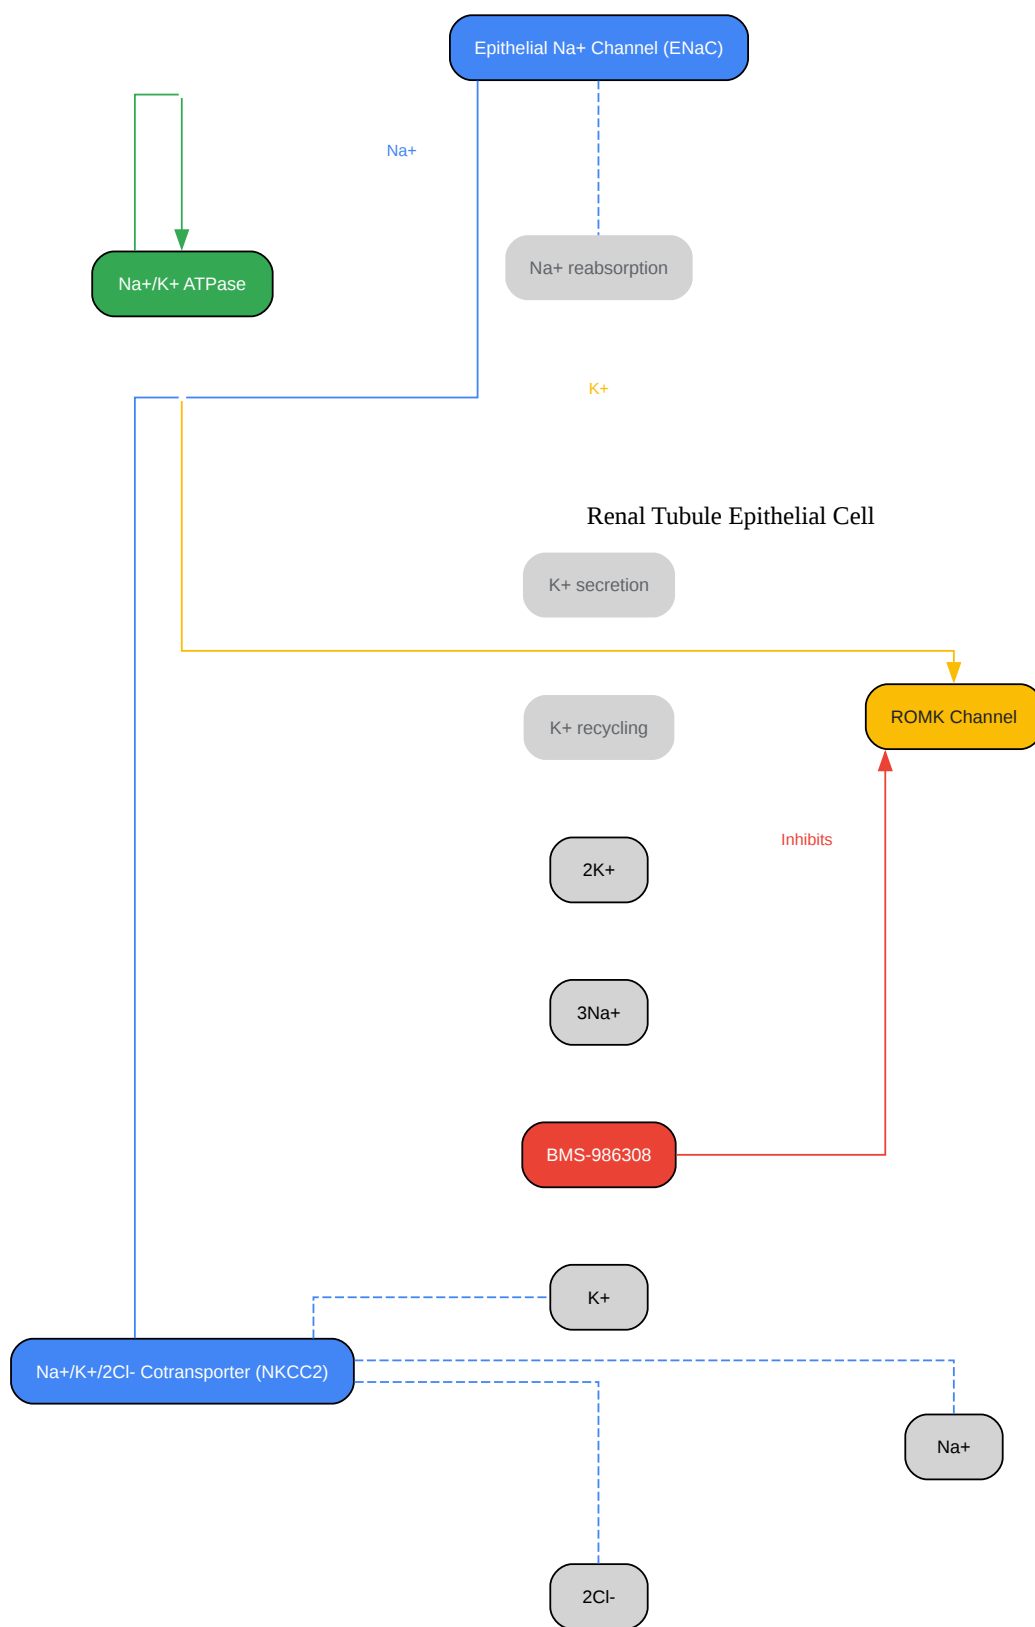 Epithelial Na+ Channel (ENaC)
Na+
Na+ reabsorption
Na+/K+ ATPase
K+
Renal Tubule Epithelial Cell
K+ secretion
ROMK Channel
K+ recycling
Inhibits
2K+
3Na+
BMS-986308
K+
Na+/K+/2Cl- Cotransporter (NKCC2)
Na+
2Cl-